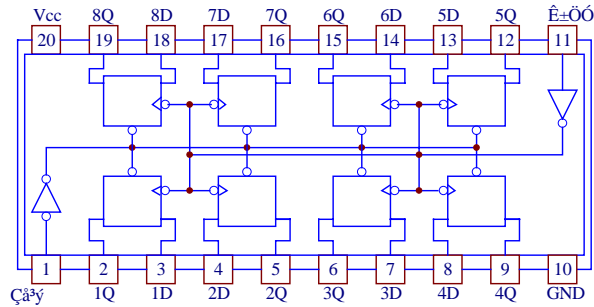 Vcc 8Q 8D 7D 7Q 6Q 6D 5D 5Q Ê±ÖÓ
20 19 18 17 16 15 14 13 12 11
1 2 3 4 5 6 7 8 9 10
Çå³ý 1Q 1D 2D 2Q 3Q 3D 4D 4Q GND